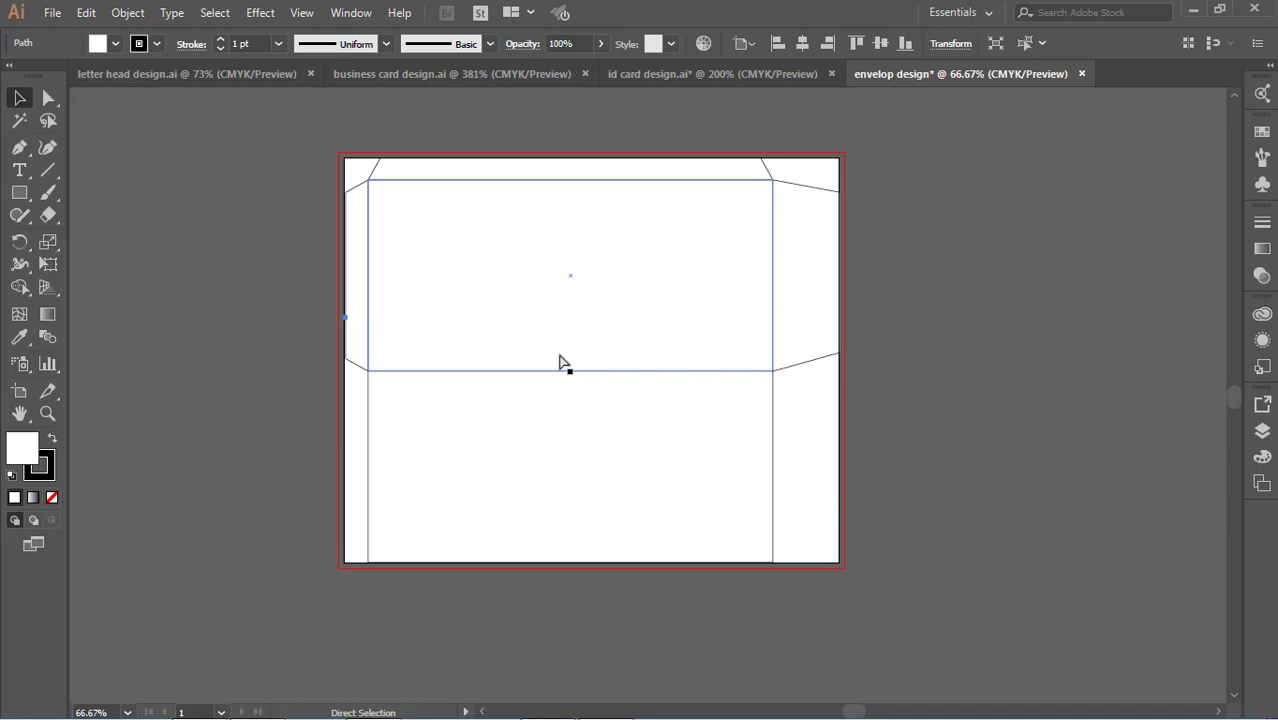 Ai File Edit Object Type Select Effect View Window Help Br St Essentials Search Adobe Stock
Path Stroke: 1 pt Uniform Basic Opacity: 100% Style: Transform
letter head design.ai @ 73% (CMYK/Preview) business card design.ai @ 381% (CMYK/Preview) id card design.ai* @ 200% (CMYK/Preview) envelop design* @ 66.67% (CMYK/Preview)
66.67% 1 Direct Selection